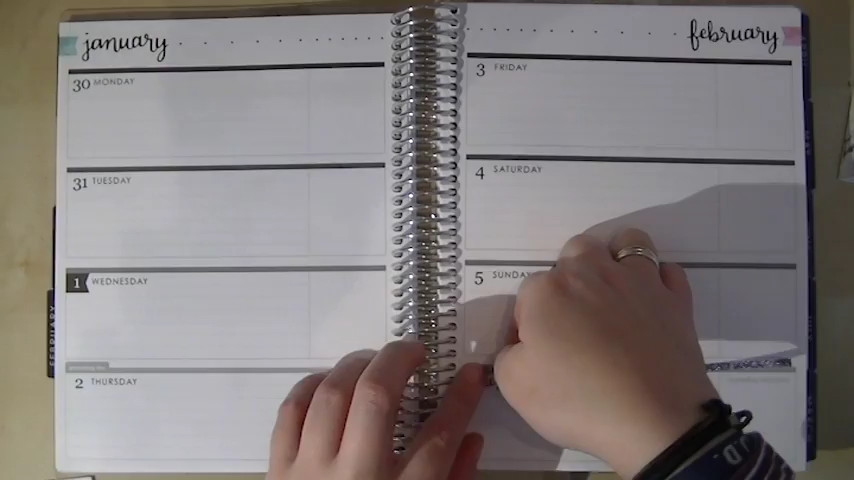 january
february
30 MONDAY
31 TUESDAY
1 WEDNESDAY
2 THURSDAY
3 FRIDAY
4 SATURDAY
5 SUNDAY
FEBRUARY